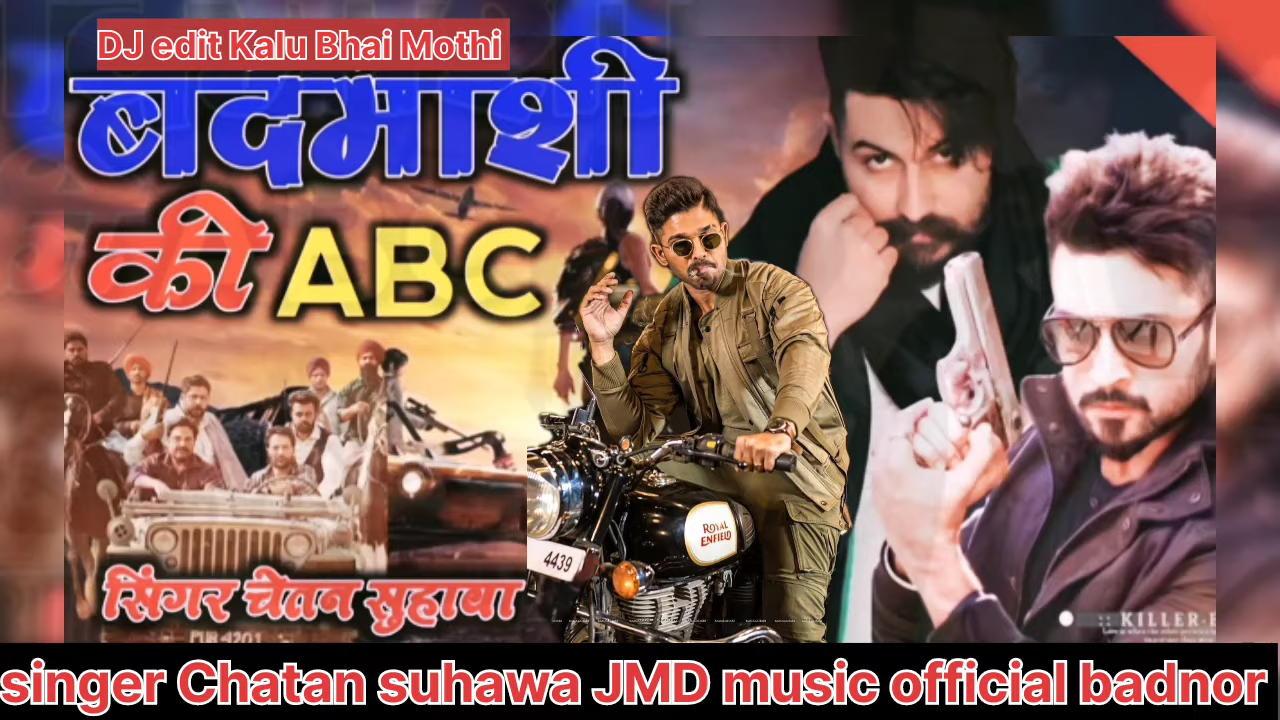 DJ edit Kalu Bhai Mothi
बदमाशी
की ABC
ROYAL
ENFIELD
4439
सिंगर चेतन सुहावा
:: KILLER-
singer Chatan suhawa JMD music official badnor